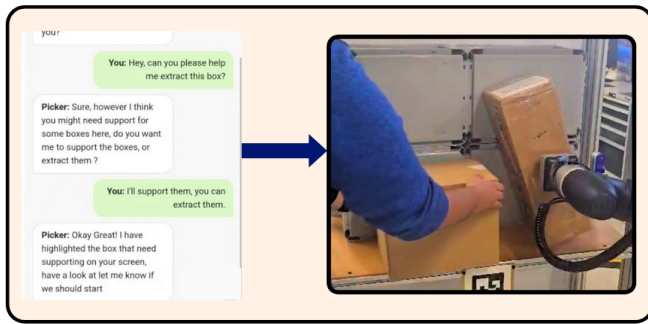 you?
You: Hey, can you please help
me extract this box?
Picker: Sure, however I think
you might need support for
some boxes here, do you want
me to support the boxes, or
extract them ?
You: I'll support them, you can
extract them.
Picker: Okay Great! I have
highlighted the box that need
supporting on your screen,
have a look at let me know if
we should start